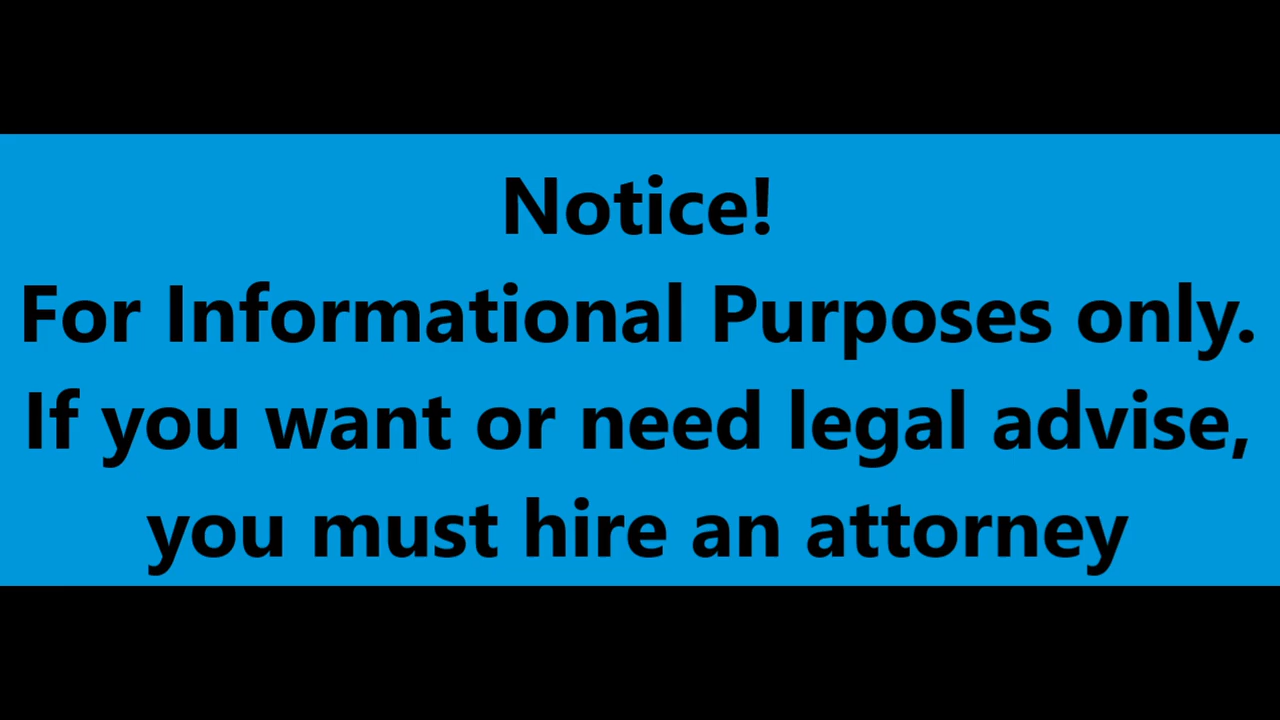 Notice!
For Informational Purposes only.
If you want or need legal advise,
you must hire an attorney